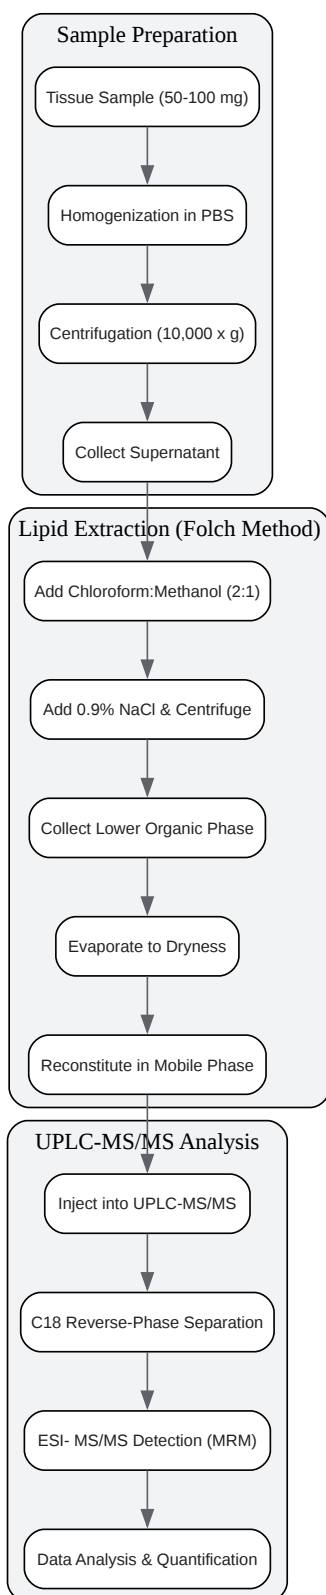 Sample Preparation
Tissue Sample (50-100 mg)
Homogenization in PBS
Centrifugation (10,000 x g)
Collect Supernatant
Lipid Extraction (Folch Method)
Add Chloroform:Methanol (2:1)
Add 0.9% NaCl & Centrifuge
Collect Lower Organic Phase
Evaporate to Dryness
Reconstitute in Mobile Phase
UPLC-MS/MS Analysis
Inject into UPLC-MS/MS
C18 Reverse-Phase Separation
ESI- MS/MS Detection (MRM)
Data Analysis & Quantification